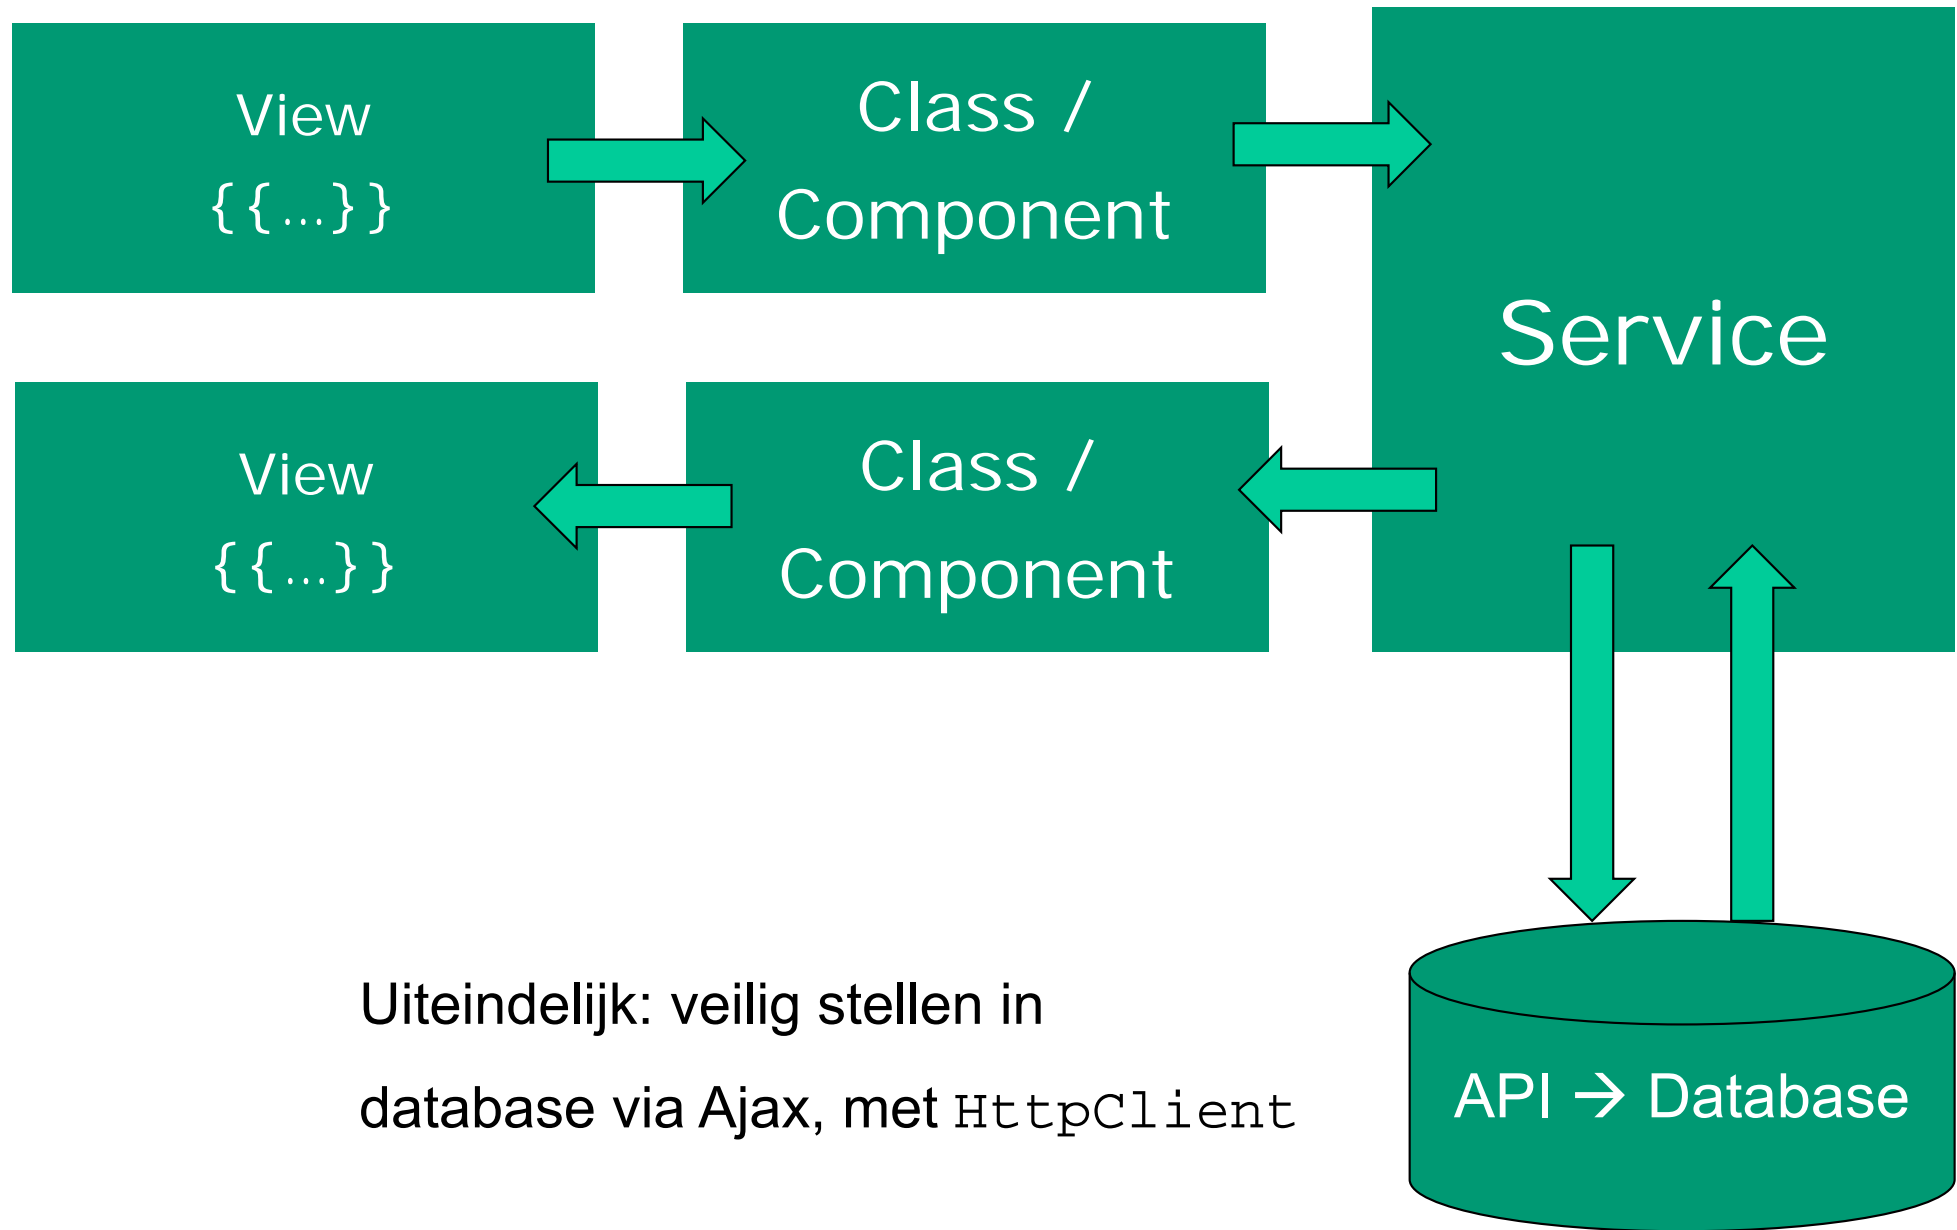 View
{{…}}
Class /
Component
Service
View
{{…}}
Class /
Component
Uiteindelijk: veilig stellen in
database via Ajax, met HttpClient
API → Database